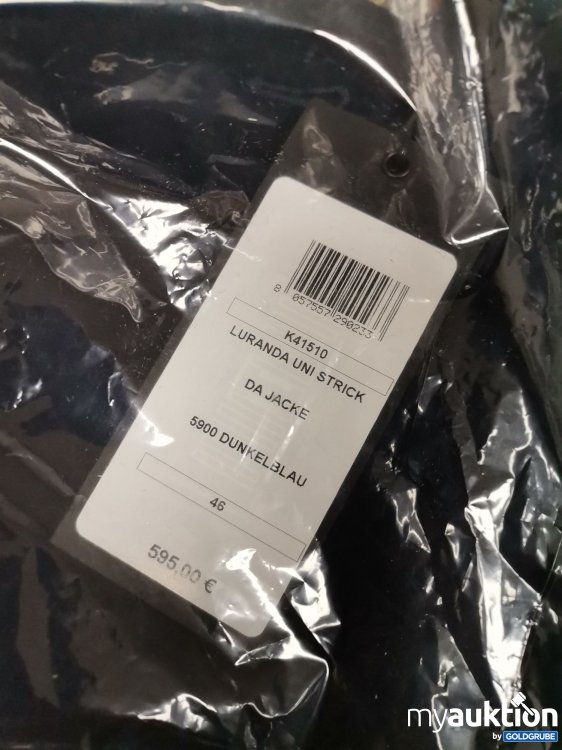 8 057557 290233
K41510
LURANDA UNI STRICK
DA JACKE
5900 DUNKELBLAU
46
595,00 €
myauktion
by GOLDGRUBE